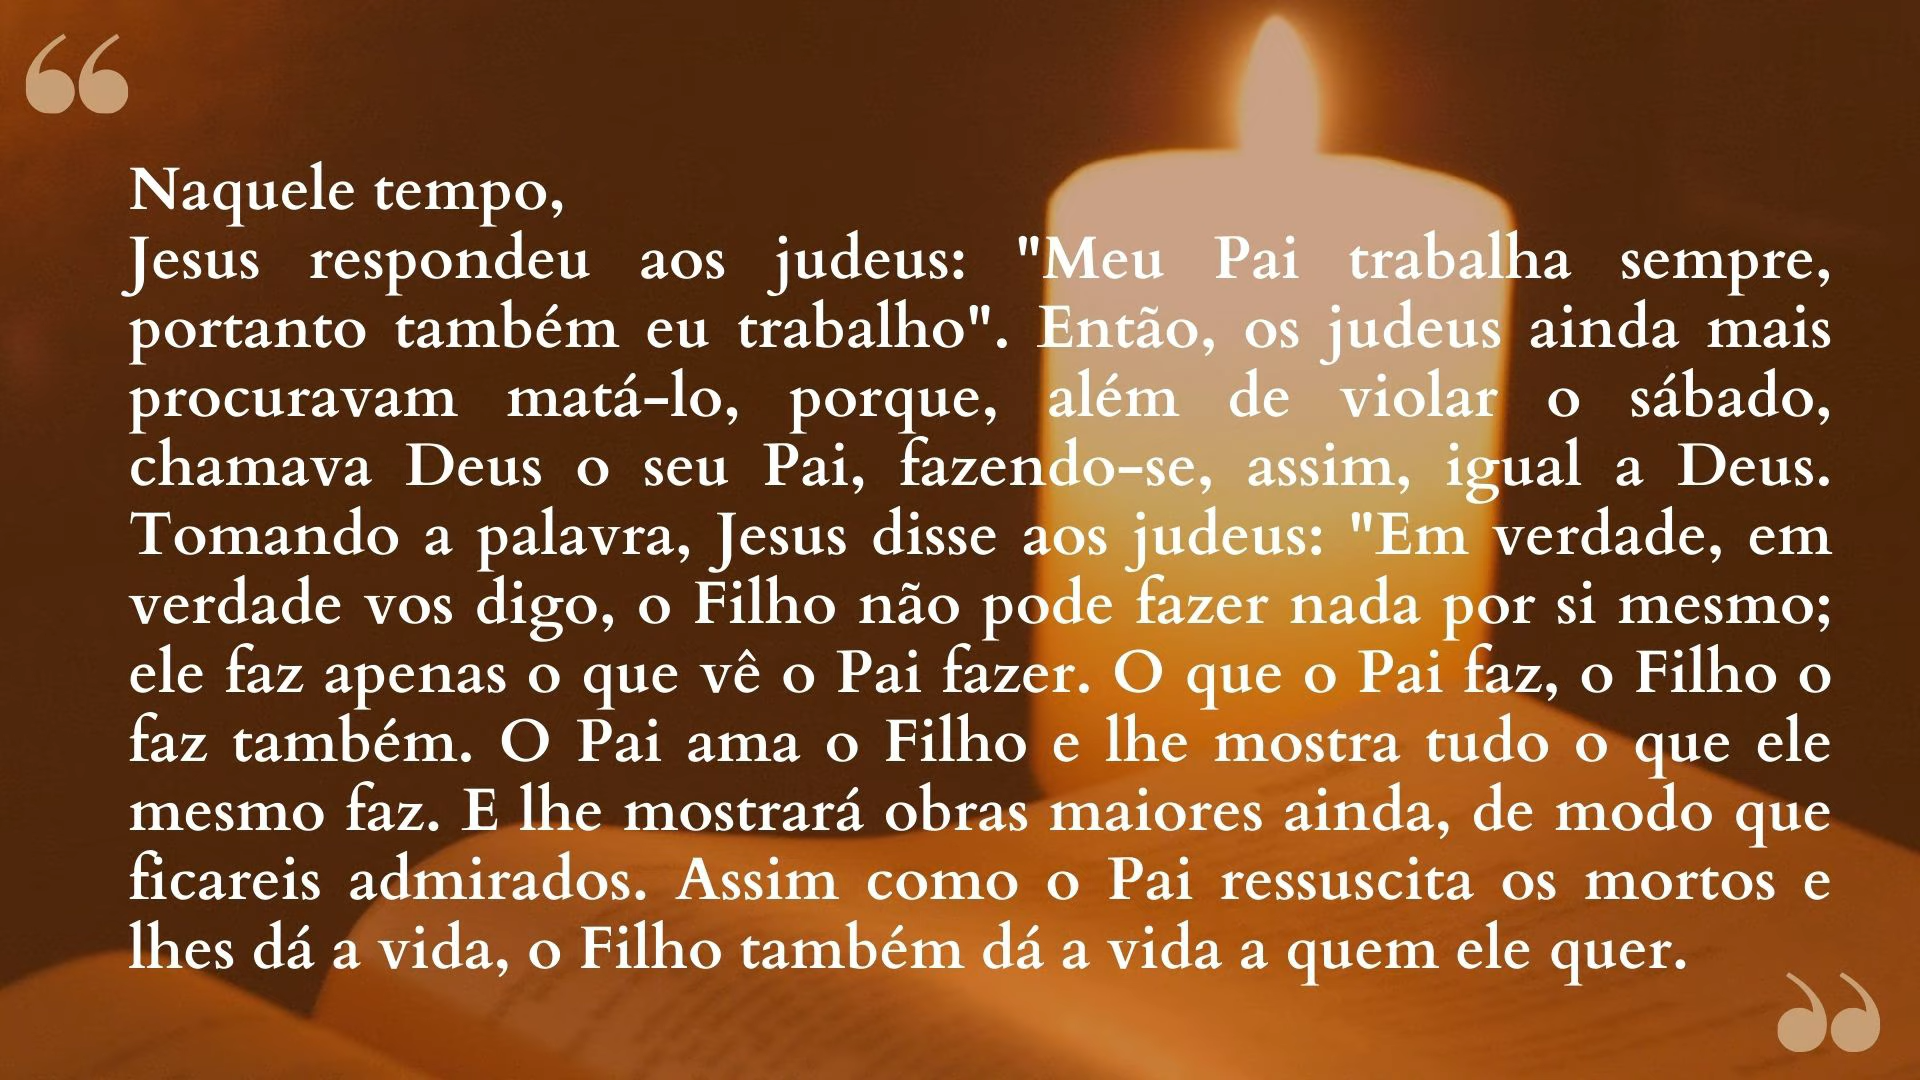 Naquele tempo,
Jesus respondeu aos judeus: "Meu Pai trabalha sempre,
portanto também eu trabalho". Então, os judeus ainda mais
procuravam matá-lo, porque, além de violar o sábado,
chamava Deus o seu Pai, fazendo-se, assim, igual a Deus.
Tomando a palavra, Jesus disse aos judeus: "Em verdade, em
verdade vos digo, o Filho não pode fazer nada por si mesmo;
ele faz apenas o que vê o Pai fazer. O que o Pai faz, o Filho o
faz também. O Pai ama o Filho e lhe mostra tudo o que ele
mesmo faz. E lhe mostrará obras maiores ainda, de modo que
ficareis admirados. Assim como o Pai ressuscita os mortos e
lhes dá a vida, o Filho também dá a vida a quem ele quer.